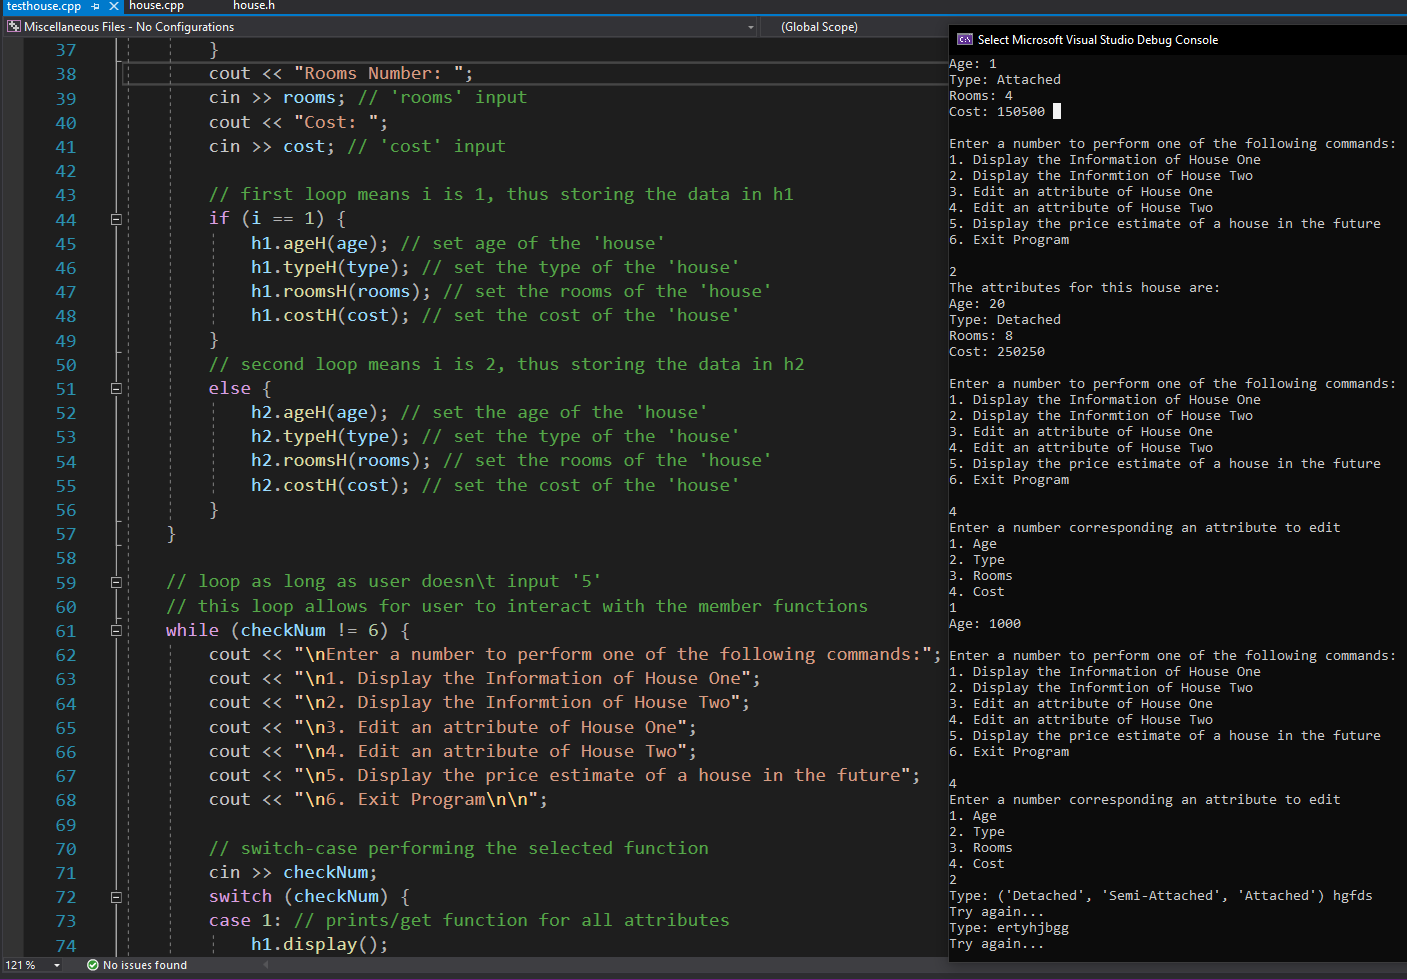 testhouse.cpp house.cpp house.h
Miscellaneous Files - No Configurations (Global Scope)
37 }
38 cout << "Rooms Number: ";
39 cin >> rooms; // 'rooms' input
40 cout << "Cost: ";
41 cin >> cost; // 'cost' input
42
43 // first loop means i is 1, thus storing the data in h1
44 if (i == 1) {
45 h1.ageH(age); // set age of the 'house'
46 h1.typeH(type); // set the type of the 'house'
47 h1.roomsH(rooms); // set the rooms of the 'house'
48 h1.costH(cost); // set the cost of the 'house'
49 }
50 // second loop means i is 2, thus storing the data in h2
51 else {
52 h2.ageH(age); // set the age of the 'house'
53 h2.typeH(type); // set the type of the 'house'
54 h2.roomsH(rooms); // set the rooms of the 'house'
55 h2.costH(cost); // set the cost of the 'house'
56 }
57 }
58
59 // loop as long as user doesn\t input '5'
60 // this loop allows for user to interact with the member functions
61 while (checkNum != 6) {
62 cout << "\nEnter a number to perform one of the following commands:";
63 cout << "\n1. Display the Information of House One";
64 cout << "\n2. Display the Informtion of House Two";
65 cout << "\n3. Edit an attribute of House One";
66 cout << "\n4. Edit an attribute of House Two";
67 cout << "\n5. Display the price estimate of a house in the future";
68 cout << "\n6. Exit Program\n\n";
69
70 // switch-case performing the selected function
71 cin >> checkNum;
72 switch (checkNum) {
73 case 1: // prints/get function for all attributes
74 h1.display();
121 % No issues found
Select Microsoft Visual Studio Debug Console
Age: 1
Type: Attached
Rooms: 4
Cost: 150500
Enter a number to perform one of the following commands:
1. Display the Information of House One
2. Display the Informtion of House Two
3. Edit an attribute of House One
4. Edit an attribute of House Two
5. Display the price estimate of a house in the future
6. Exit Program
2
The attributes for this house are:
Age: 20
Type: Detached
Rooms: 8
Cost: 250250
Enter a number to perform one of the following commands:
1. Display the Information of House One
2. Display the Informtion of House Two
3. Edit an attribute of House One
4. Edit an attribute of House Two
5. Display the price estimate of a house in the future
6. Exit Program
4
Enter a number corresponding an attribute to edit
1. Age
2. Type
3. Rooms
4. Cost
1
Age: 1000
Enter a number to perform one of the following commands:
1. Display the Information of House One
2. Display the Informtion of House Two
3. Edit an attribute of House One
4. Edit an attribute of House Two
5. Display the price estimate of a house in the future
6. Exit Program
4
Enter a number corresponding an attribute to edit
1. Age
2. Type
3. Rooms
4. Cost
2
Type: ('Detached', 'Semi-Attached', 'Attached') hgfds
Try again...
Type: ertyhjbgg
Try again...